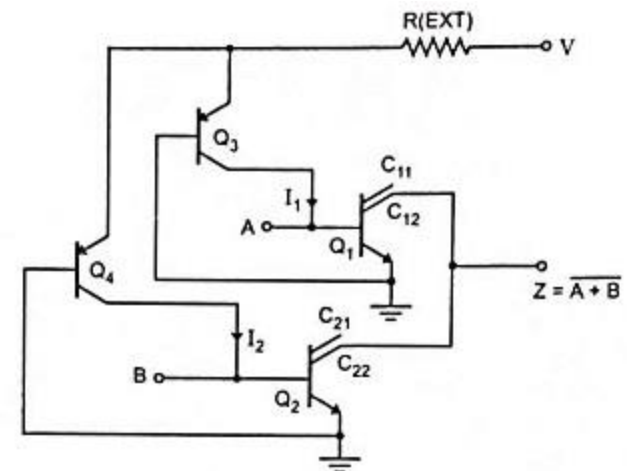 R(EXT)
V
Q3
C11
I1
C12
A
Q1
Q4
Z = A + B
C21
I2
C22
B
Q2